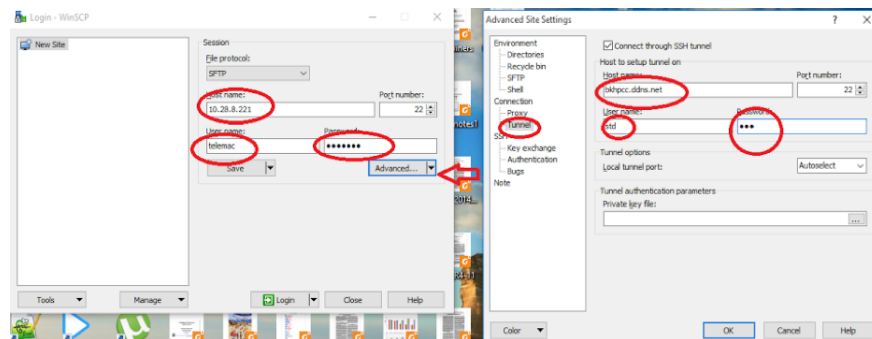 Login - WinSCP
New Site
Session
File protocol:
SFTP
Host name:
Port number:
10.28.8.221
22
User name:
Password:
telemac
•••••••
Save
Advanced...
Tools
Manage
Login
Close
Help
Advanced Site Settings
?
Environment
Directories
Recycle bin
SFTP
Shell
Connection
Proxy
Tunnel
Key exchange
Authentication
Bugs
Note
Connect through SSH tunnel
Host to setup tunnel on
Host name:
Port number:
bkhpcc.ddns.net
22
User name:
Password:
std
•••
Tunnel options
Local tunnel port:
Autoselect
Tunnel authentication parameters
Private key file:
...
Color
OK
Cancel
Help